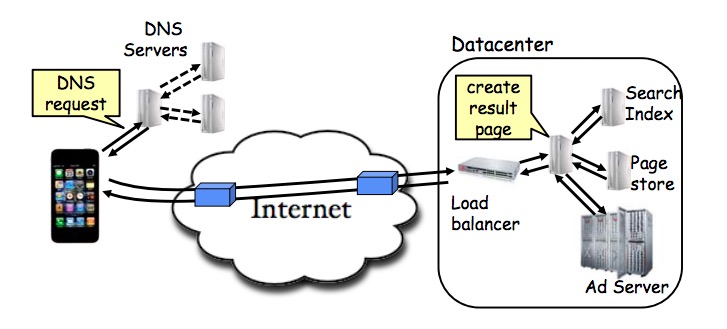 DNS
Servers
DNS
request
Datacenter
create
result
page
Search
Index
Page
store
Internet
Load
balancer
Ad Server